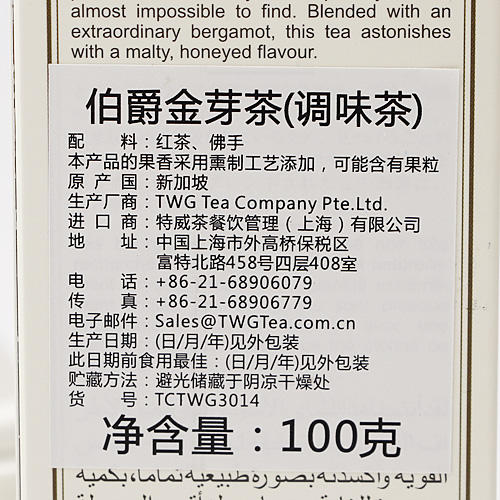 almost impossible to find. Blended with an
extraordinary bergamot, this tea astonishes
with a malty, honeyed flavour.
伯爵金芽茶(调味茶)
配 料：红茶、佛手
本产品的果香采用熏制工艺添加，可能含有果粒
原 产 国：新加坡
生产厂商：TWG Tea Company Pte.Ltd.
进 口 商：特威茶餐饮管理（上海）有限公司
地 址：中国上海市外高桥保税区
富特北路458号四层408室
电 话：+86-21-68906079
传 真：+86-21-68906779
电子邮件：Sales@TWGTea.com.cn
生产日期：(日/月/年)见外包装
此日期前食用最佳：(日/月/年)见外包装
贮藏方法：避光储藏于阴凉干燥处
货 号：TCTWG3014
净含量：100克
القوية واكسدته بصورة طبيعية تماما، بكمية